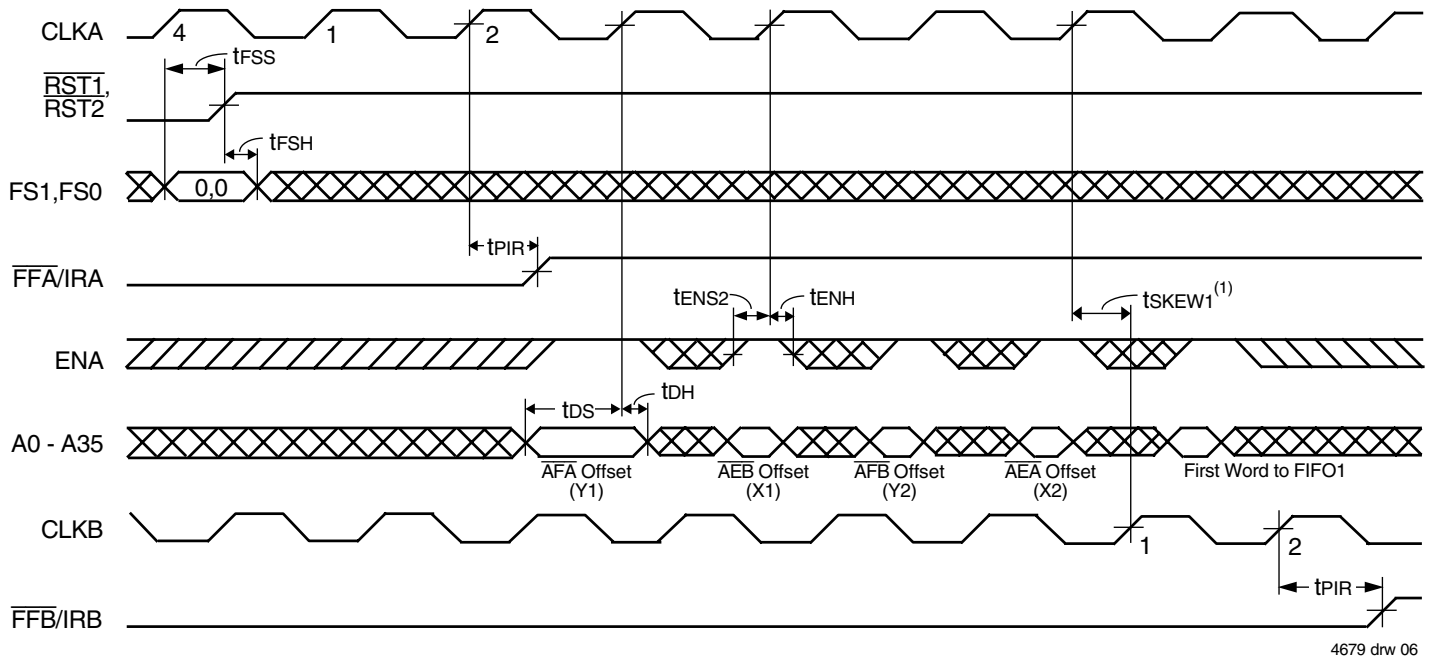 CLKA
4
1
2
tFSS
RST1,
RST2
tFSH
FS1,FS0
0,0
tPIR
FFA/IRA
tENS2
tENH
tSKEW1(1)
ENA
tDS
tDH
A0 - A35
AFA Offset
(Y1)
AEB Offset
(X1)
AFB Offset
(Y2)
AEA Offset
(X2)
First Word to FIFO1
CLKB
1
2
tPIR
FFB/IRB
4679 drw 06